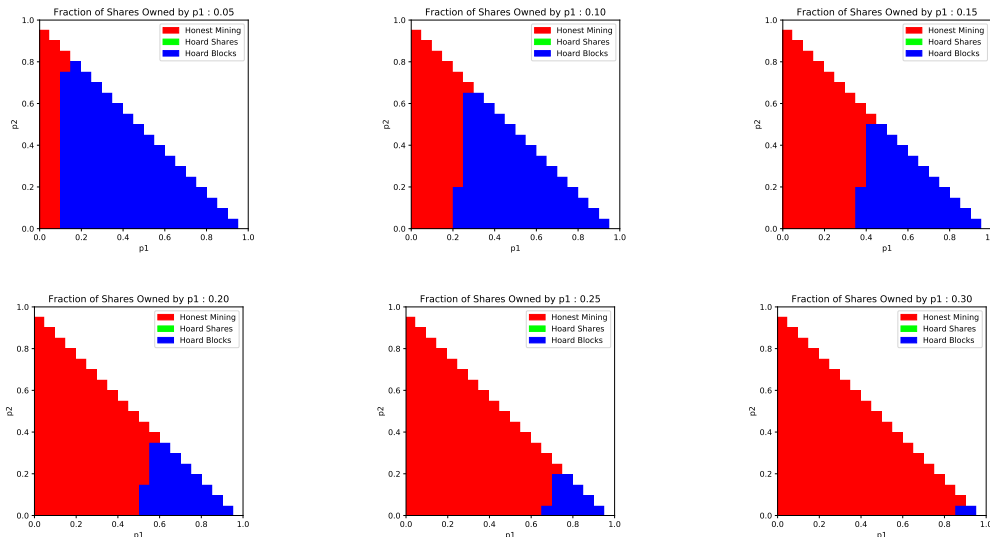 Fraction of Shares Owned by p1 : 0.05
1.0
0.8
0.6
0.4
0.2
0.0
p2
Honest Mining
Hoard Shares
Hoard Blocks
0.0 0.2 0.4 0.6 0.8 1.0
p1
Fraction of Shares Owned by p1 : 0.10
1.0
0.8
0.6
0.4
0.2
0.0
p2
Honest Mining
Hoard Shares
Hoard Blocks
0.0 0.2 0.4 0.6 0.8 1.0
p1
Fraction of Shares Owned by p1 : 0.15
1.0
0.8
0.6
0.4
0.2
0.0
p2
Honest Mining
Hoard Shares
Hoard Blocks
0.0 0.2 0.4 0.6 0.8
p1
Fraction of Shares Owned by p1 : 0.20
1.0
0.8
0.6
0.4
0.2
0.0
p2
Honest Mining
Hoard Shares
Hoard Blocks
0.0 0.2 0.4 0.6 0.8 1.0
p1
Fraction of Shares Owned by p1 : 0.25
1.0
0.8
0.6
0.4
0.2
0.0
p2
Honest Mining
Hoard Shares
Hoard Blocks
0.0 0.2 0.4 0.6 0.8 1.0
p1
Fraction of Shares Owned by p1 : 0.30
1.0
0.8
0.6
0.4
0.2
0.0
p2
Honest Mining
Hoard Shares
Hoard Blocks
0.0 0.2 0.4 0.6 0.8 1.0
p1